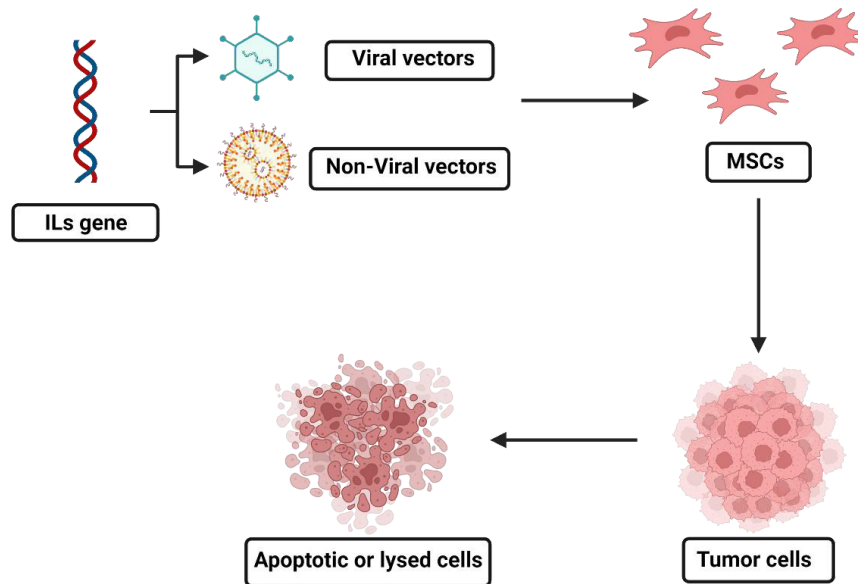 Viral vectors
Non-Viral vectors
MSCs
ILs gene
Apoptotic or lysed cells
Tumor cells